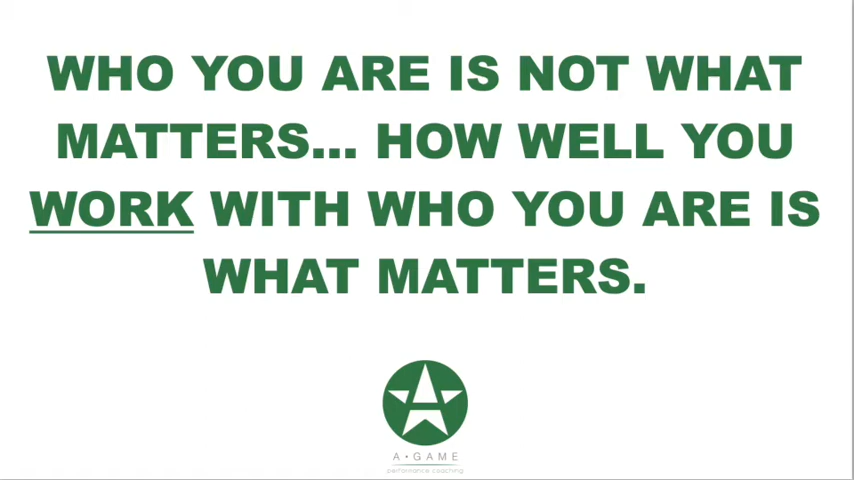 WHO YOU ARE IS NOT WHAT
MATTERS... HOW WELL YOU
WORK WITH WHO YOU ARE IS
WHAT MATTERS.
A•GAME
performance coaching